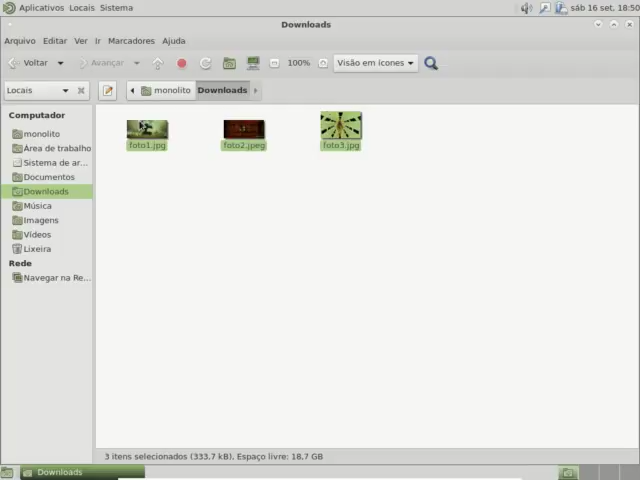 Aplicativos Locais Sistema
sáb 16 set, 18:50
Downloads
Arquivo Editar Ver Ir Marcadores Ajuda
Voltar Avançar 100% Visão em ícones
Locais monolito Downloads
Computador
monolito
Área de trabalho
Sistema de ar...
Documentos
Downloads
Música
Imagens
Vídeos
Lixeira
Rede
Navegar na Re...
foto1.jpg foto2.jpeg foto3.jpg
3 itens selecionados (333,7 kB), Espaço livre: 18,7 GB
Downloads